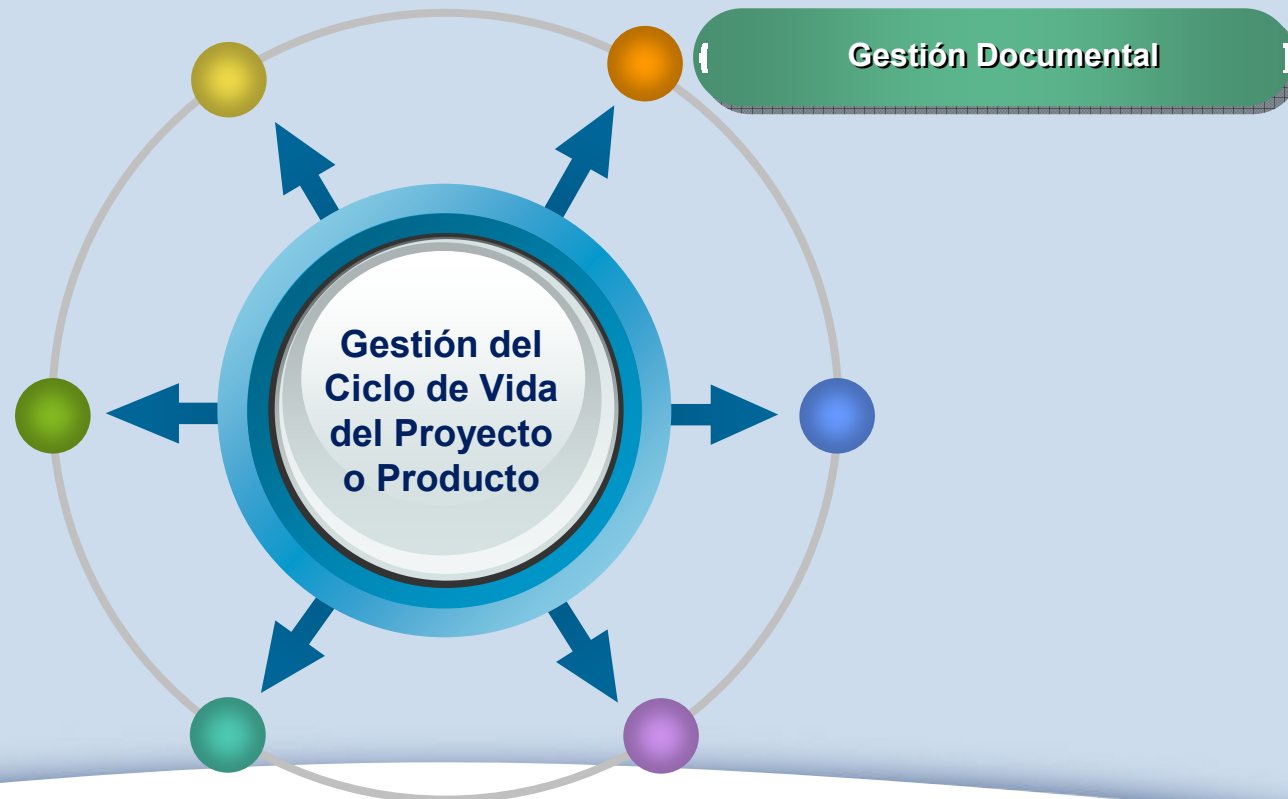 Gestión Documental
Gestión del
Ciclo de Vida
del Proyecto
o Producto